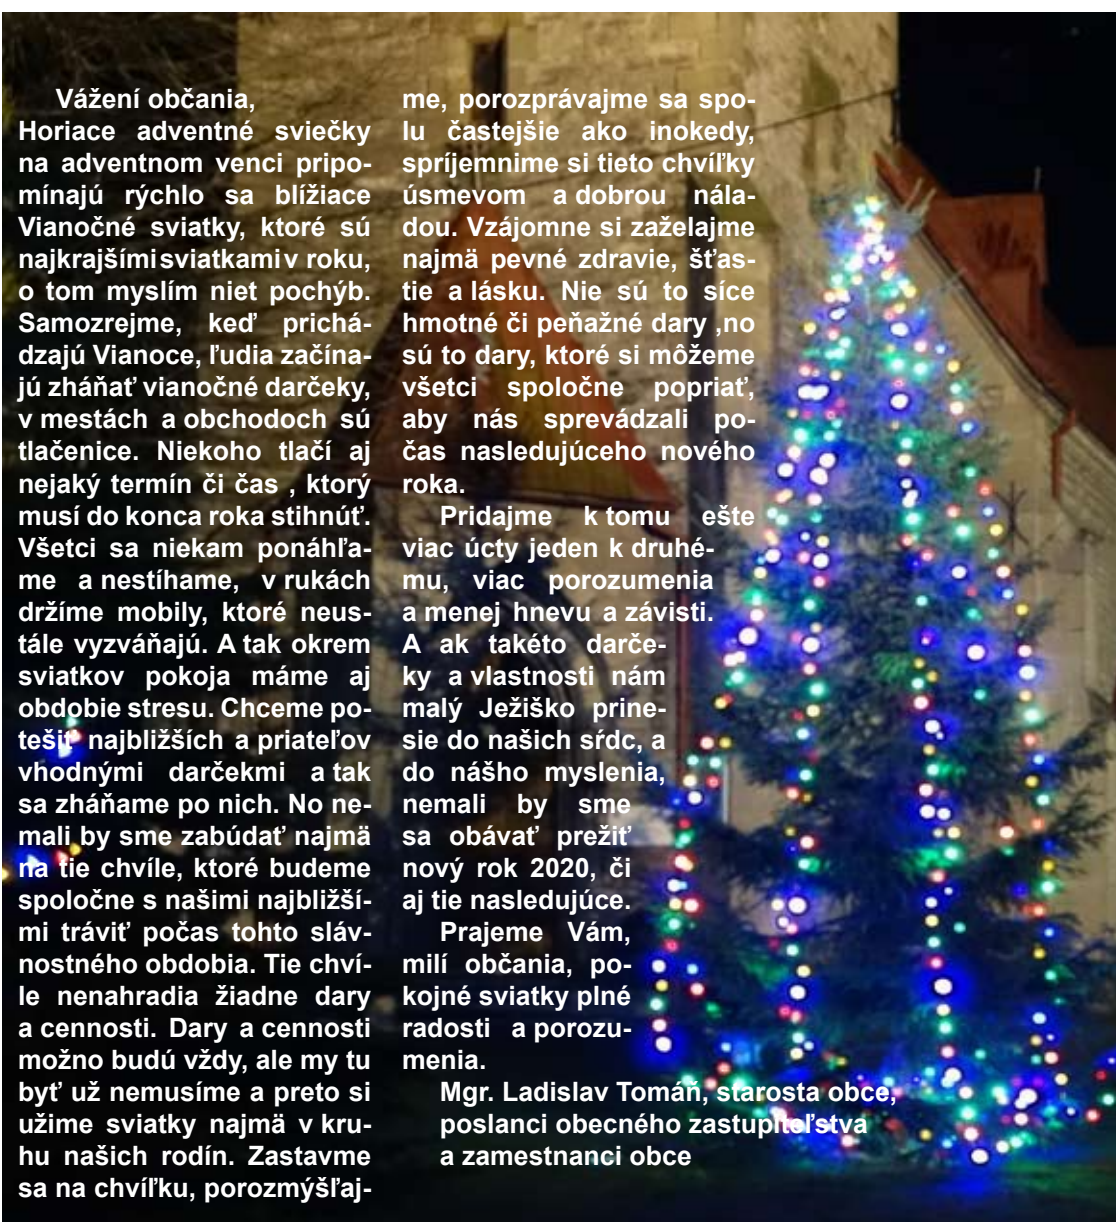 Vážení občania,
Horiace adventné sviečky
na adventnom venci pripo-
mínajú rýchlo sa blížiace
Vianočné sviatky, ktoré sú
najkrajšími sviatkami v roku,
o tom myslím niet pochýb.
Samozrejme, keď prichá-
dzajú Vianoce, ľudia začína-
jú zháňať vianočné darčeky,
v mestách a obchodoch sú
tlačenice. Niekoho tlačí aj
nejaký termín či čas , ktorý
musí do konca roka stihnúť.
Všetci sa niekam ponáhľa-
me a nestíhame, v rukách
držíme mobily, ktoré neus-
tále vyzváňajú. A tak okrem
sviatkov pokoja máme aj
obdobie stresu. Chceme po-
tešiť najbližších a priateľov
vhodnými darčekmi a tak
sa zháňame po nich. No ne-
mali by sme zabúdať najmä
na tie chvíle, ktoré budeme
spoločne s našimi najbližší-
mi tráviť počas tohto sláv-
nostného obdobia. Tie chví-
le nenahradia žiadne dary
a cennosti. Dary a cennosti
možno budú vždy, ale my tu
byť už nemusíme a preto si
užime sviatky najmä v kru-
hu našich rodín. Zastavme
sa na chvíľku, porozmýšľaj-
me, porozprávajme sa spo-
lu častejšie ako inokedy,
spríjemnime si tieto chvíľky
úsmevom a dobrou nála-
dou. Vzájomne si zaželajme
najmä pevné zdravie, šťas-
tie a lásku. Nie sú to síce
hmotné či peňažné dary ,no
sú to dary, ktoré si môžeme
všetci spoločne popriať,
aby nás sprevádzali po-
čas nasledujúceho nového
roka.
Pridajme k tomu ešte
viac úcty jeden k druhé-
mu, viac porozumenia
a menej hnevu a závisti.
A ak takéto darče-
ky a vlastnosti nám
malý Ježiško prine-
sie do našich sŕdc, a
do nášho myslenia,
nemali by sme
sa obávať prežiť
nový rok 2020, či
aj tie nasledujúce.
Prajeme Vám,
milí občania, po-
kojné sviatky plné
radosti a porozu-
menia.
Mgr. Ladislav Tomáň, starosta obce,
poslanci obecného zastupiteľstva
a zamestnanci obce